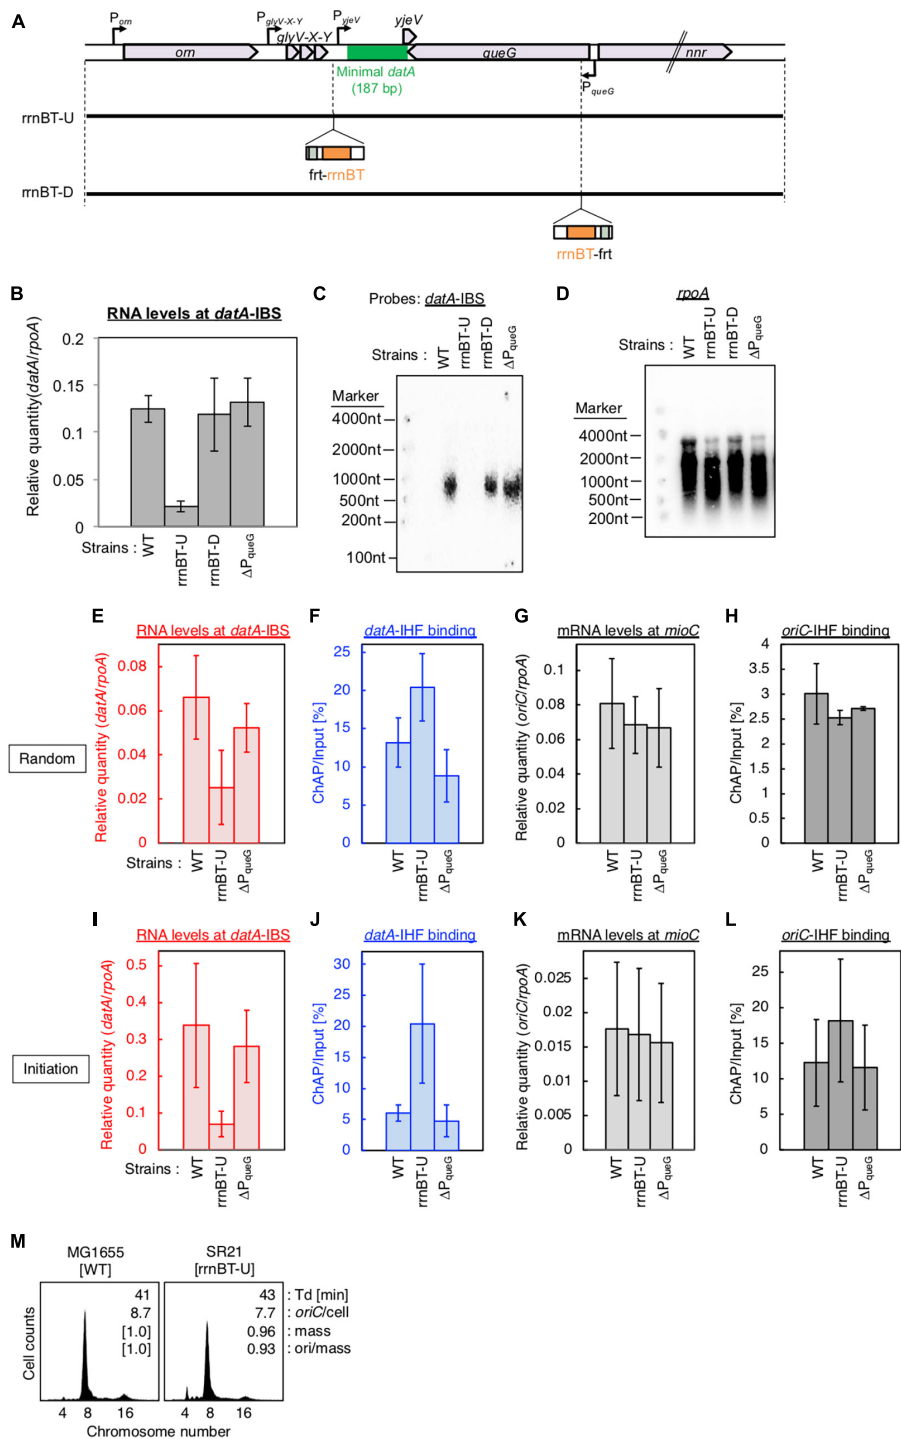 A
P_orn
P_glyV-X-Y
P_yjeV
yjeV
glyV-X-Y
orn
queG
nnr
Minimal datA
(187 bp)
P_queG
rrnBT-U
frt-rrnBT
rrnBT-D
rrnBT-frt
B
RNA levels at datA-IBS
Relative quantity(datA/rpoA)
0.2
0.15
0.1
0.05
0
Strains :
WT
rrnBT-U
rrnBT-D
ΔP_queG
C
Probes: datA-IBS
Strains :
WT
rrnBT-U
rrnBT-D
ΔP_queG
Marker
4000nt
2000nt
1000nt
500nt
200nt
100nt
D
rpoA
Strains :
WT
rrnBT-U
rrnBT-D
ΔP_queG
Marker
4000nt
2000nt
1000nt
500nt
200nt
Random
E
RNA levels at datA-IBS
Relative quantity (datA/rpoA)
0.08
0.06
0.04
0.02
0
Strains :
WT
rrnBT-U
ΔP_queG
F
datA-IHF binding
ChAP/Input [%]
25
20
15
10
5
0
WT
rrnBT-U
ΔP_queG
G
mRNA levels at mioC
Relative quantity (oriC/rpoA)
0.1
0.08
0.06
0.04
0.02
0
WT
rrnBT-U
ΔP_queG
H
oriC-IHF binding
ChAP/Input [%]
4
3.5
3
2.5
2
1.5
1
0.5
0
WT
rrnBT-U
ΔP_queG
Initiation
I
RNA levels at datA-IBS
Relative quantity (datA/rpoA)
0.5
0.4
0.3
0.2
0.1
0
Strains :
WT
rrnBT-U
ΔP_queG
J
datA-IHF binding
ChAP/Input [%]
30
25
20
15
10
5
0
WT
rrnBT-U
ΔP_queG
K
mRNA levels at mioC
Relative quantity (oriC/rpoA)
0.025
0.02
0.015
0.01
0.005
0
WT
rrnBT-U
ΔP_queG
L
oriC-IHF binding
ChAP/Input [%]
25
20
15
10
5
0
WT
rrnBT-U
ΔP_queG
M
MG1655
[WT]
SR21
[rrnBT-U]
41 43 : Td [min]
8.7 7.7 : oriC/cell
[1.0] 0.96 : mass
[1.0] 0.93 : ori/mass
Cell counts
4 8 16 4 8 16
Chromosome number